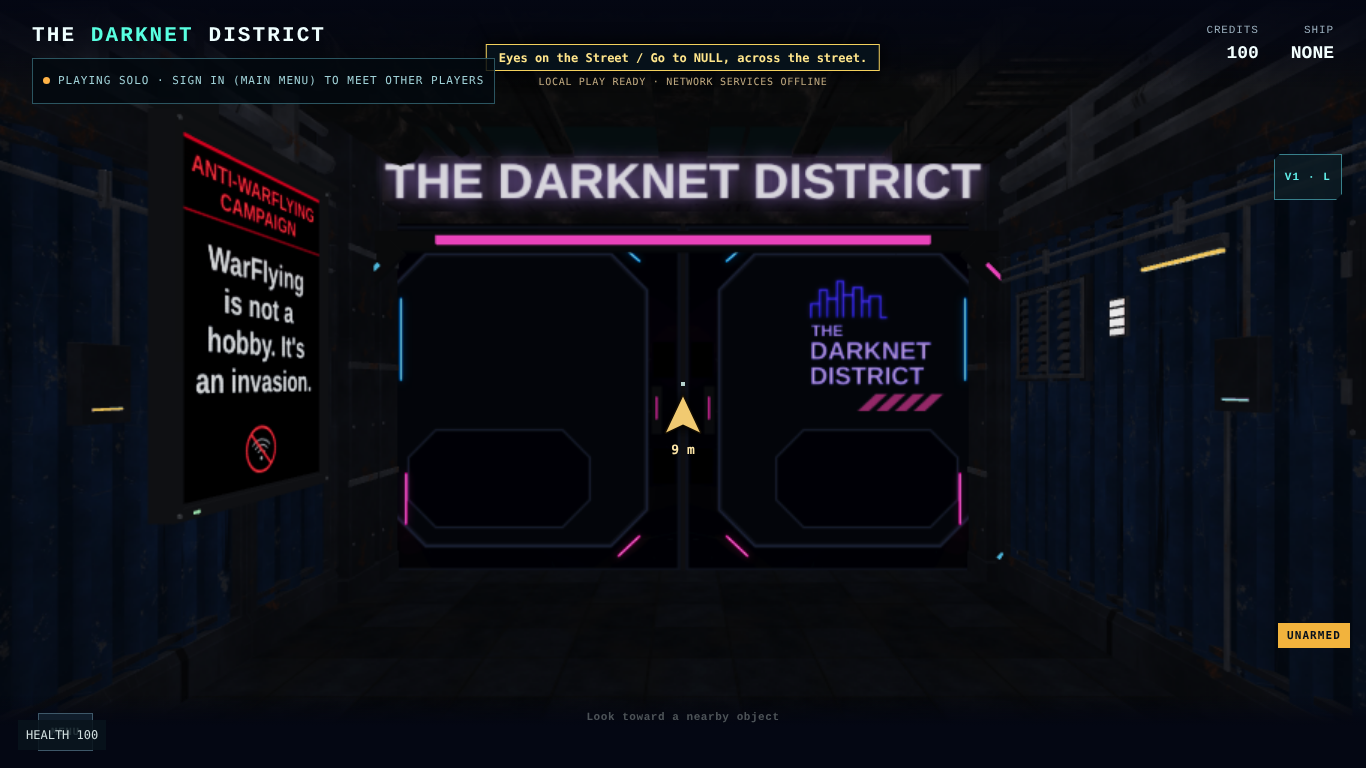 THE DARKNET DISTRICT
CREDITS
100
SHIP
NONE
Eyes on the Street / Go to NULL, across the street.
PLAYING SOLO · SIGN IN (MAIN MENU) TO MEET OTHER PLAYERS
LOCAL PLAY READY · NETWORK SERVICES OFFLINE
THE DARKNET DISTRICT
V1 · L
ANTI-WARFLYING
CAMPAIGN
WarFlying
is not a
hobby. It's
an invasion.
THE
DARKNET
DISTRICT
9 m
UNARMED
Look toward a nearby object
HEALTH 100